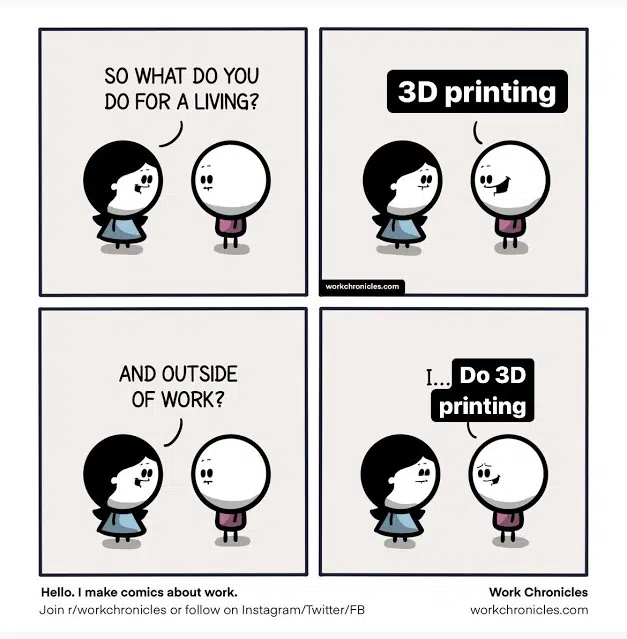 SO WHAT DO YOU
DO FOR A LIVING?
3D printing
workchronicles.com
AND OUTSIDE
OF WORK?
I... Do 3D
printing
Hello. I make comics about work.
Join r/workchronicles or follow on Instagram/Twitter/FB
Work Chronicles
workchronicles.com